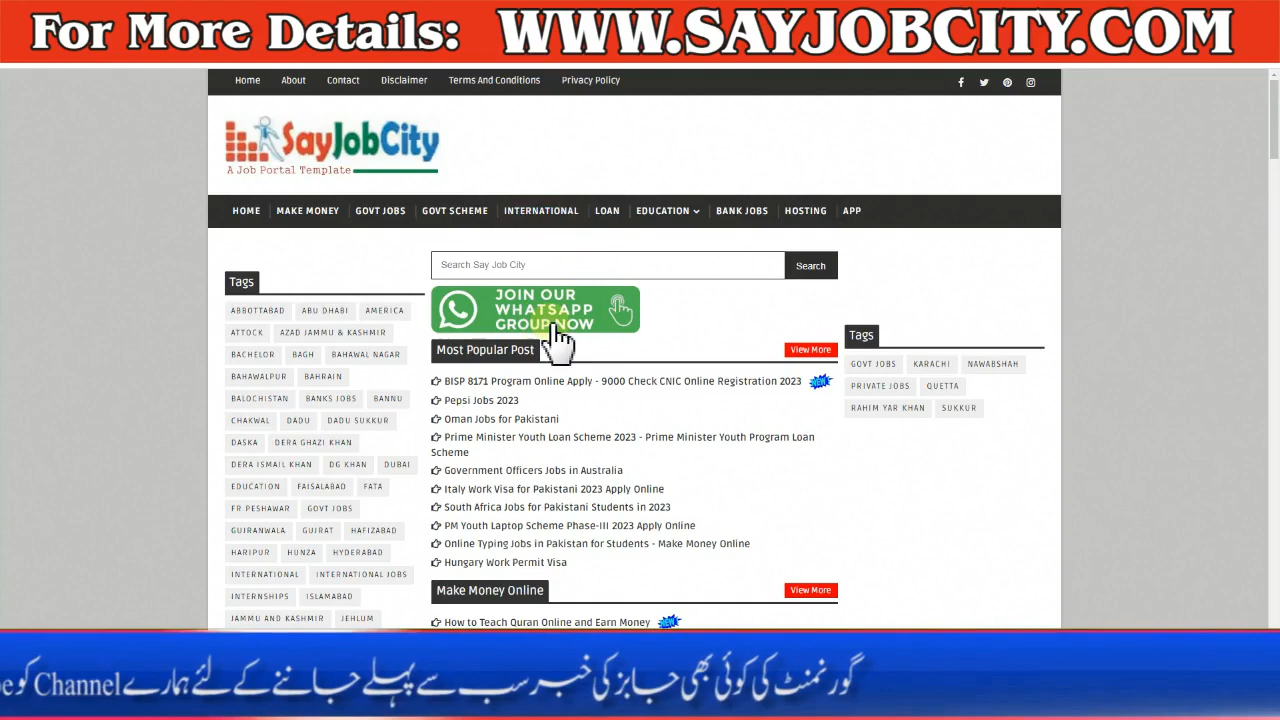 For More Details: WWW.SAYJOBCITY.COM
Home About Contact Disclaimer Terms And Conditions Privacy Policy
SayJobCity
A Job Portal Template
HOME MAKE MONEY GOVT JOBS GOVT SCHEME INTERNATIONAL LOAN EDUCATION BANK JOBS HOSTING APP
Tags
ABBOTTABAD ABU DHABI AMERICA
ATTOCK AZAD JAMMU & KASHMIR
BACHELOR BAGH BAHAWAL NAGAR
BAHAWALPUR BAHRAIN
BALOCHISTAN BANKS JOBS BANNU
CHAKWAL DADU DADU SUKKUR
DASKA DERA GHAZI KHAN
DERA ISMAIL KHAN DG KHAN DUBAI
EDUCATION FAISALABAD FATA
FR PESHAWAR GOVT JOBS
GUJRANWALA GUJRAT HAFIZABAD
HARIPUR HUNZA HYDERABAD
INTERNATIONAL INTERNATIONAL JOBS
INTERNSHIPS ISLAMABAD
JAMMU AND KASHMIR JEHLUM
Search Say Job City Search
JOIN OUR
WHATSAPP
GROUP NOW
Most Popular Post View More
BISP 8171 Program Online Apply - 9000 Check CNIC Online Registration 2023 NEW
Pepsi Jobs 2023
Oman Jobs for Pakistani
Prime Minister Youth Loan Scheme 2023 - Prime Minister Youth Program Loan
Scheme
Government Officers Jobs in Australia
Italy Work Visa for Pakistani 2023 Apply Online
South Africa Jobs for Pakistani Students in 2023
PM Youth Laptop Scheme Phase-III 2023 Apply Online
Online Typing Jobs in Pakistan for Students - Make Money Online
Hungary Work Permit Visa
Make Money Online View More
How to Teach Quran Online and Earn Money NEW
Tags
GOVT JOBS KARACHI NAWABSHAH
PRIVATE JOBS QUETTA
RAHIM YAR KHAN SUKKUR
گورنمنٹ کی کوئی بھی جابز کی خبر سب سے پہلے جاننے کے لئے ہمارے Channel کو